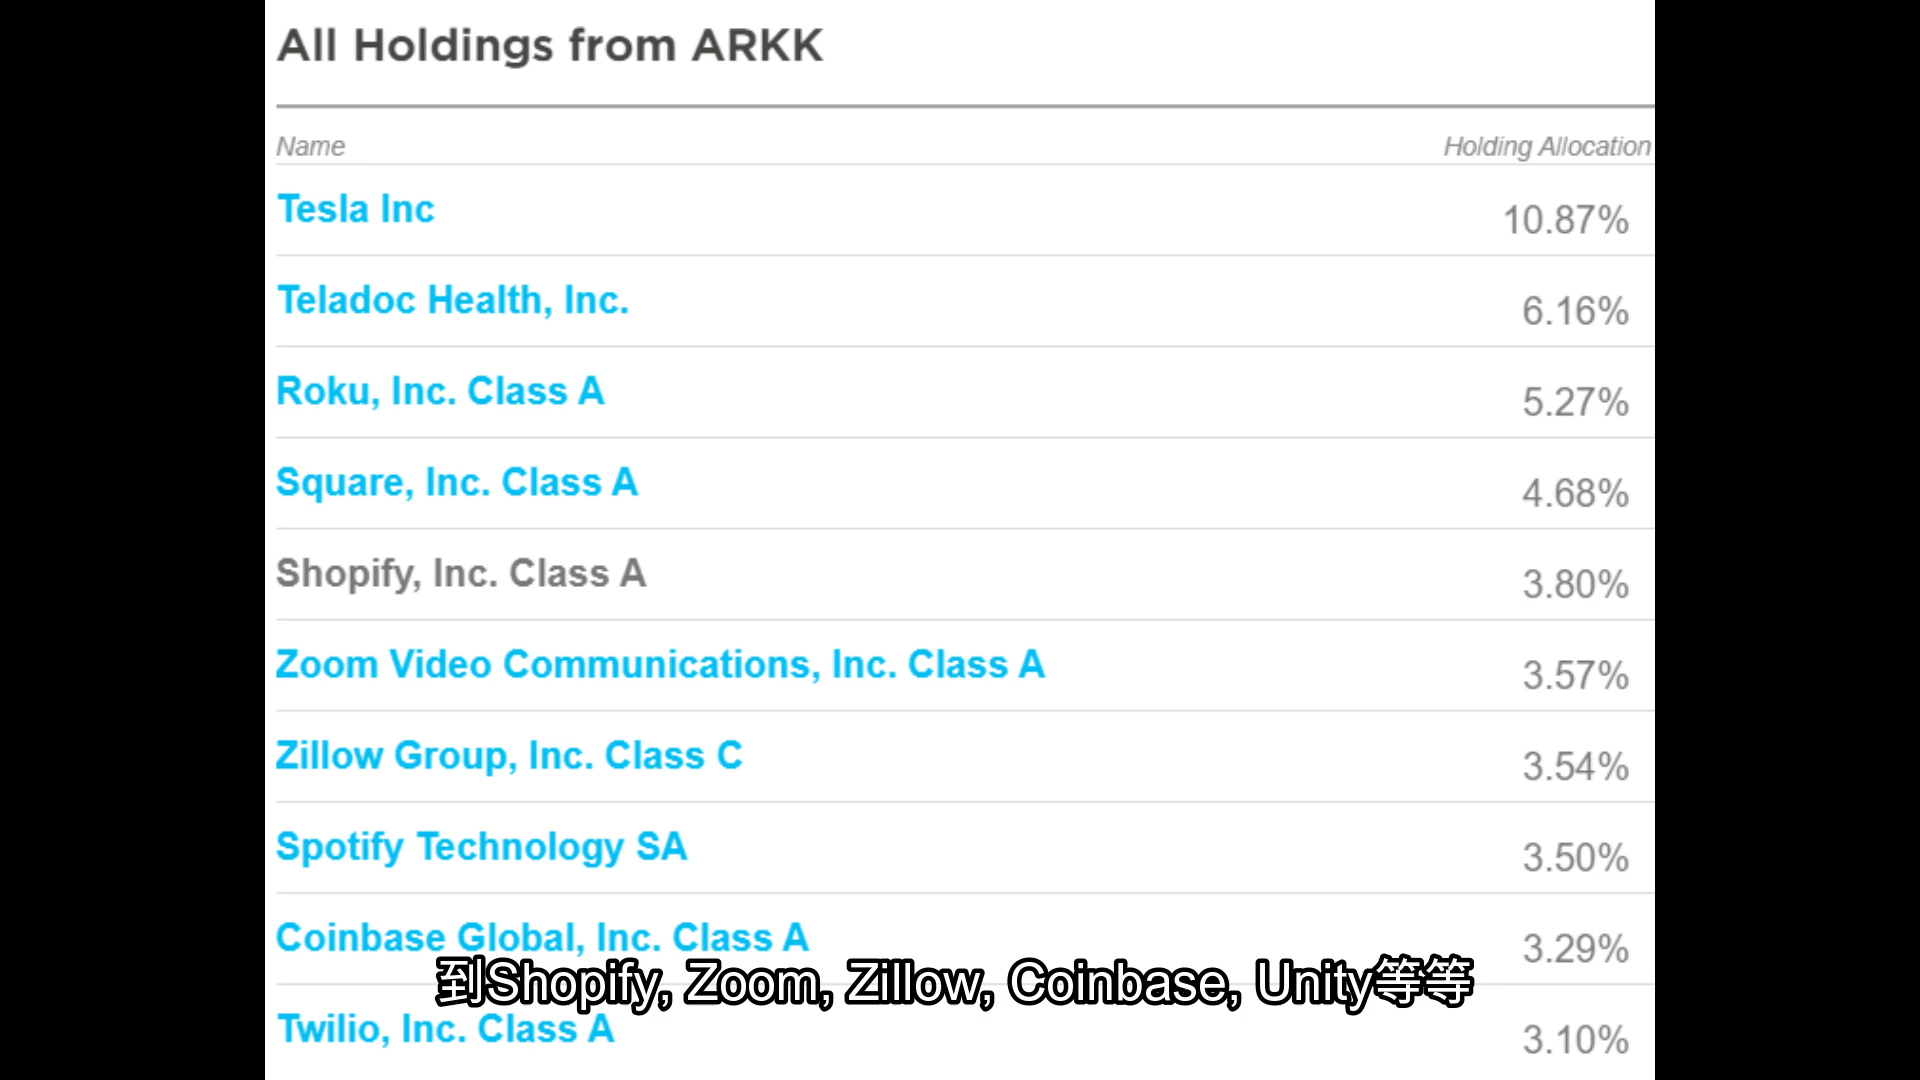 All Holdings from ARKK
Name Holding Allocation
Tesla Inc 10.87%
Teladoc Health, Inc. 6.16%
Roku, Inc. Class A 5.27%
Square, Inc. Class A 4.68%
Shopify, Inc. Class A 3.80%
Zoom Video Communications, Inc. Class A 3.57%
Zillow Group, Inc. Class C 3.54%
Spotify Technology SA 3.50%
Coinbase Global, Inc. Class A 3.29%
到Shopify, Zoom, Zillow, Coinbase, Unity等等
Twilio, Inc. Class A 3.10%